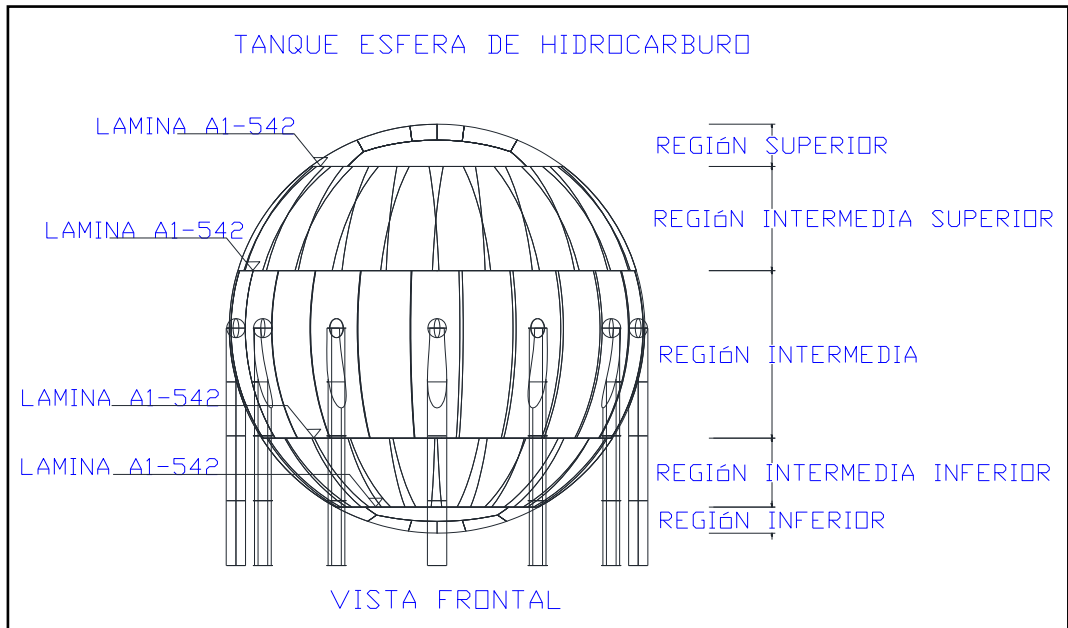 TANQUE ESFERA DE HIDROCARBURO
LAMINA A1-542
REGIóN SUPERIOR
REGIóN INTERMEDIA SUPERIOR
LAMINA A1-542
REGIóN INTERMEDIA
LAMINA A1-542
LAMINA A1-542
REGIóN INTERMEDIA INFERIOR
REGIóN INFERIOR
VISTA FRONTAL